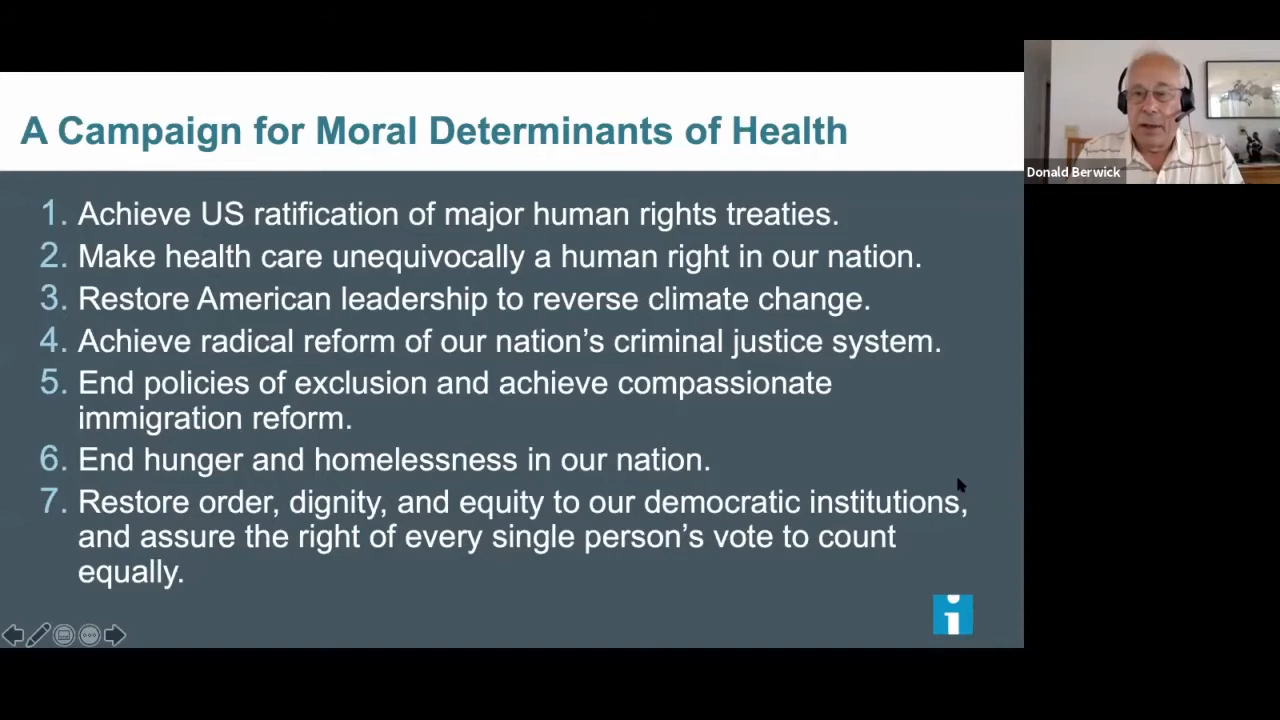 A Campaign for Moral Determinants of Health
1. Achieve US ratification of major human rights treaties.
2. Make health care unequivocally a human right in our nation.
3. Restore American leadership to reverse climate change.
4. Achieve radical reform of our nation’s criminal justice system.
5. End policies of exclusion and achieve compassionate
immigration reform.
6. End hunger and homelessness in our nation.
7. Restore order, dignity, and equity to our democratic institutions,
and assure the right of every single person’s vote to count
equally.
Donald Berwick